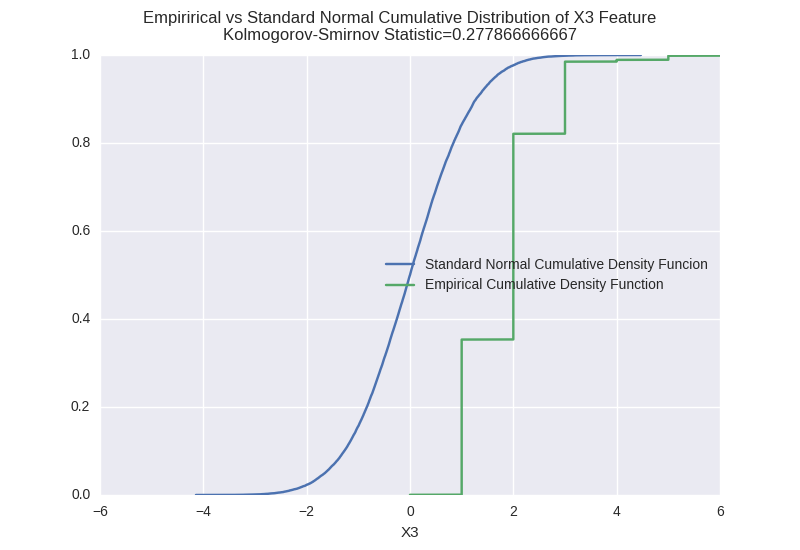 Empririrical vs Standard Normal Cumulative Distribution of X3 Feature
Kolmogorov-Smirnov Statistic=0.277866666667
1.0
0.8
0.6
Standard Normal Cumulative Density Funcion
Empirical Cumulative Density Function
0.4
0.2
0.0
−6 −4 −2 0 2 4 6
X3